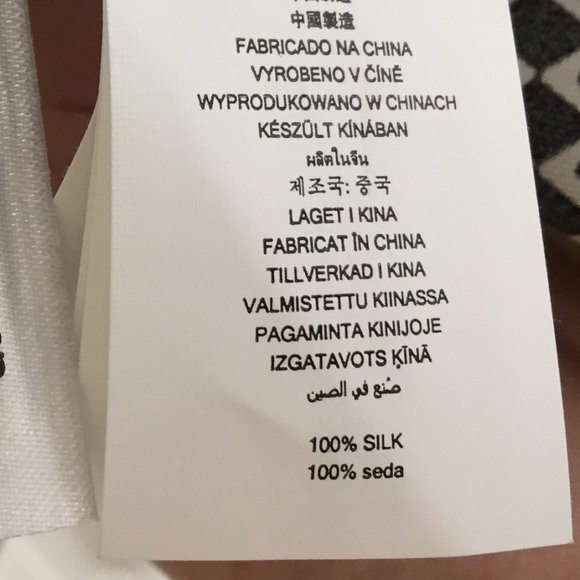 中國製造
FABRICADO NA CHINA
VYROBENO V ČÍNĚ
WYPRODUKOWANO W CHINACH
KÉSZÜLT KÍNÁBAN
ผลิตในจีน
제조국: 중국
LAGET I KINA
FABRICAT ÎN CHINA
TILLVERKAD I KINA
VALMISTETTU KIINASSA
PAGAMINTA KINIJOJE
IZGATAVOTS ĶĪNĀ
صُنع في الصين
100% SILK
100% seda